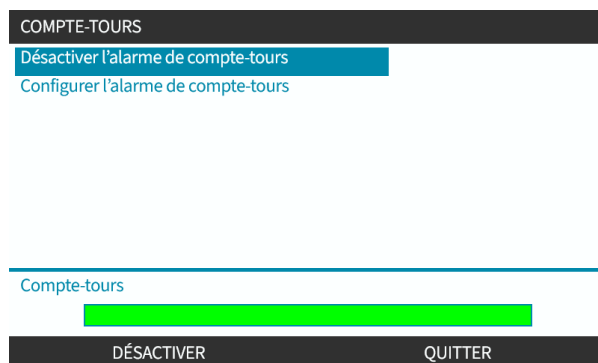 COMPTE-TOURS
Désactiver l’alarme de compte-tours
Configurer l’alarme de compte-tours
Compte-tours
DÉSACTIVER QUITTER